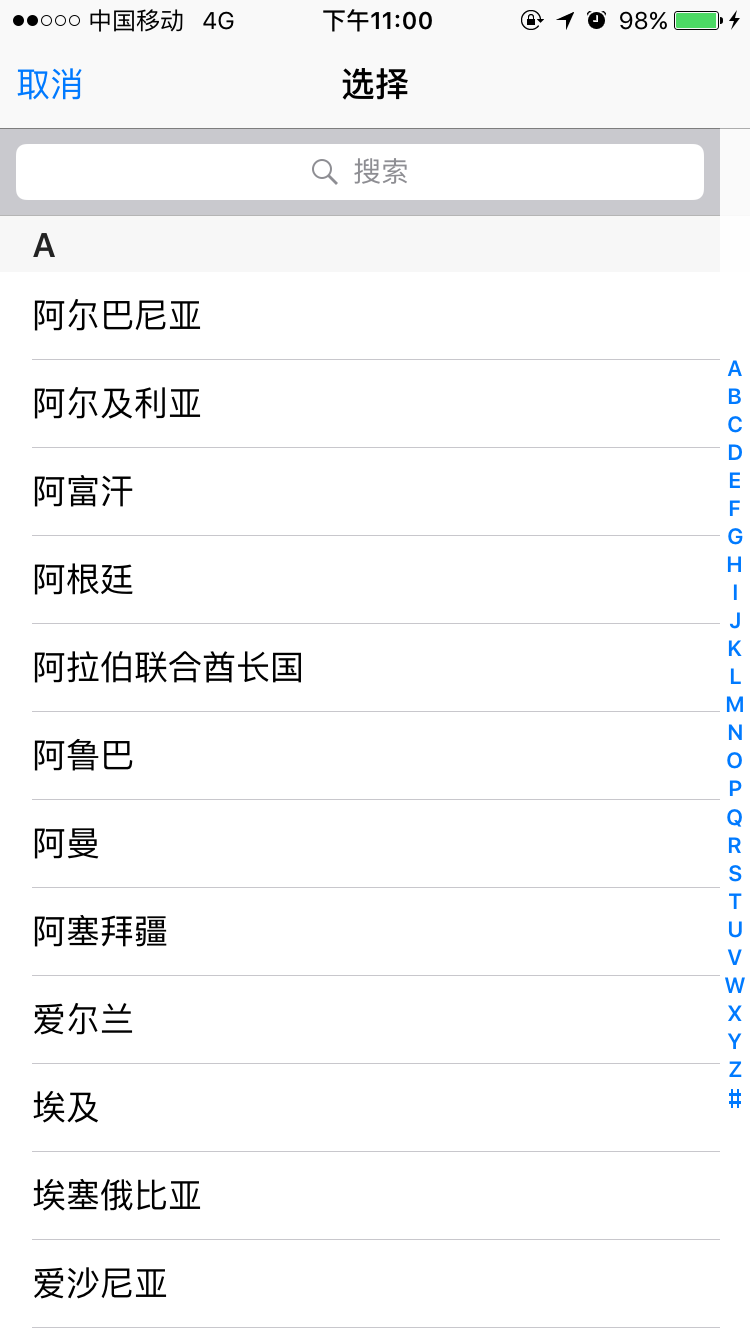 中国移动 4G 下午11:00 98%
取消 选择
搜索
A
阿尔巴尼亚
阿尔及利亚
阿富汗
阿根廷
阿拉伯联合酋长国
阿鲁巴
阿曼
阿塞拜疆
爱尔兰
埃及
埃塞俄比亚
爱沙尼亚
A
B
C
D
E
F
G
H
I
J
K
L
M
N
O
P
Q
R
S
T
U
V
W
X
Y
Z
#